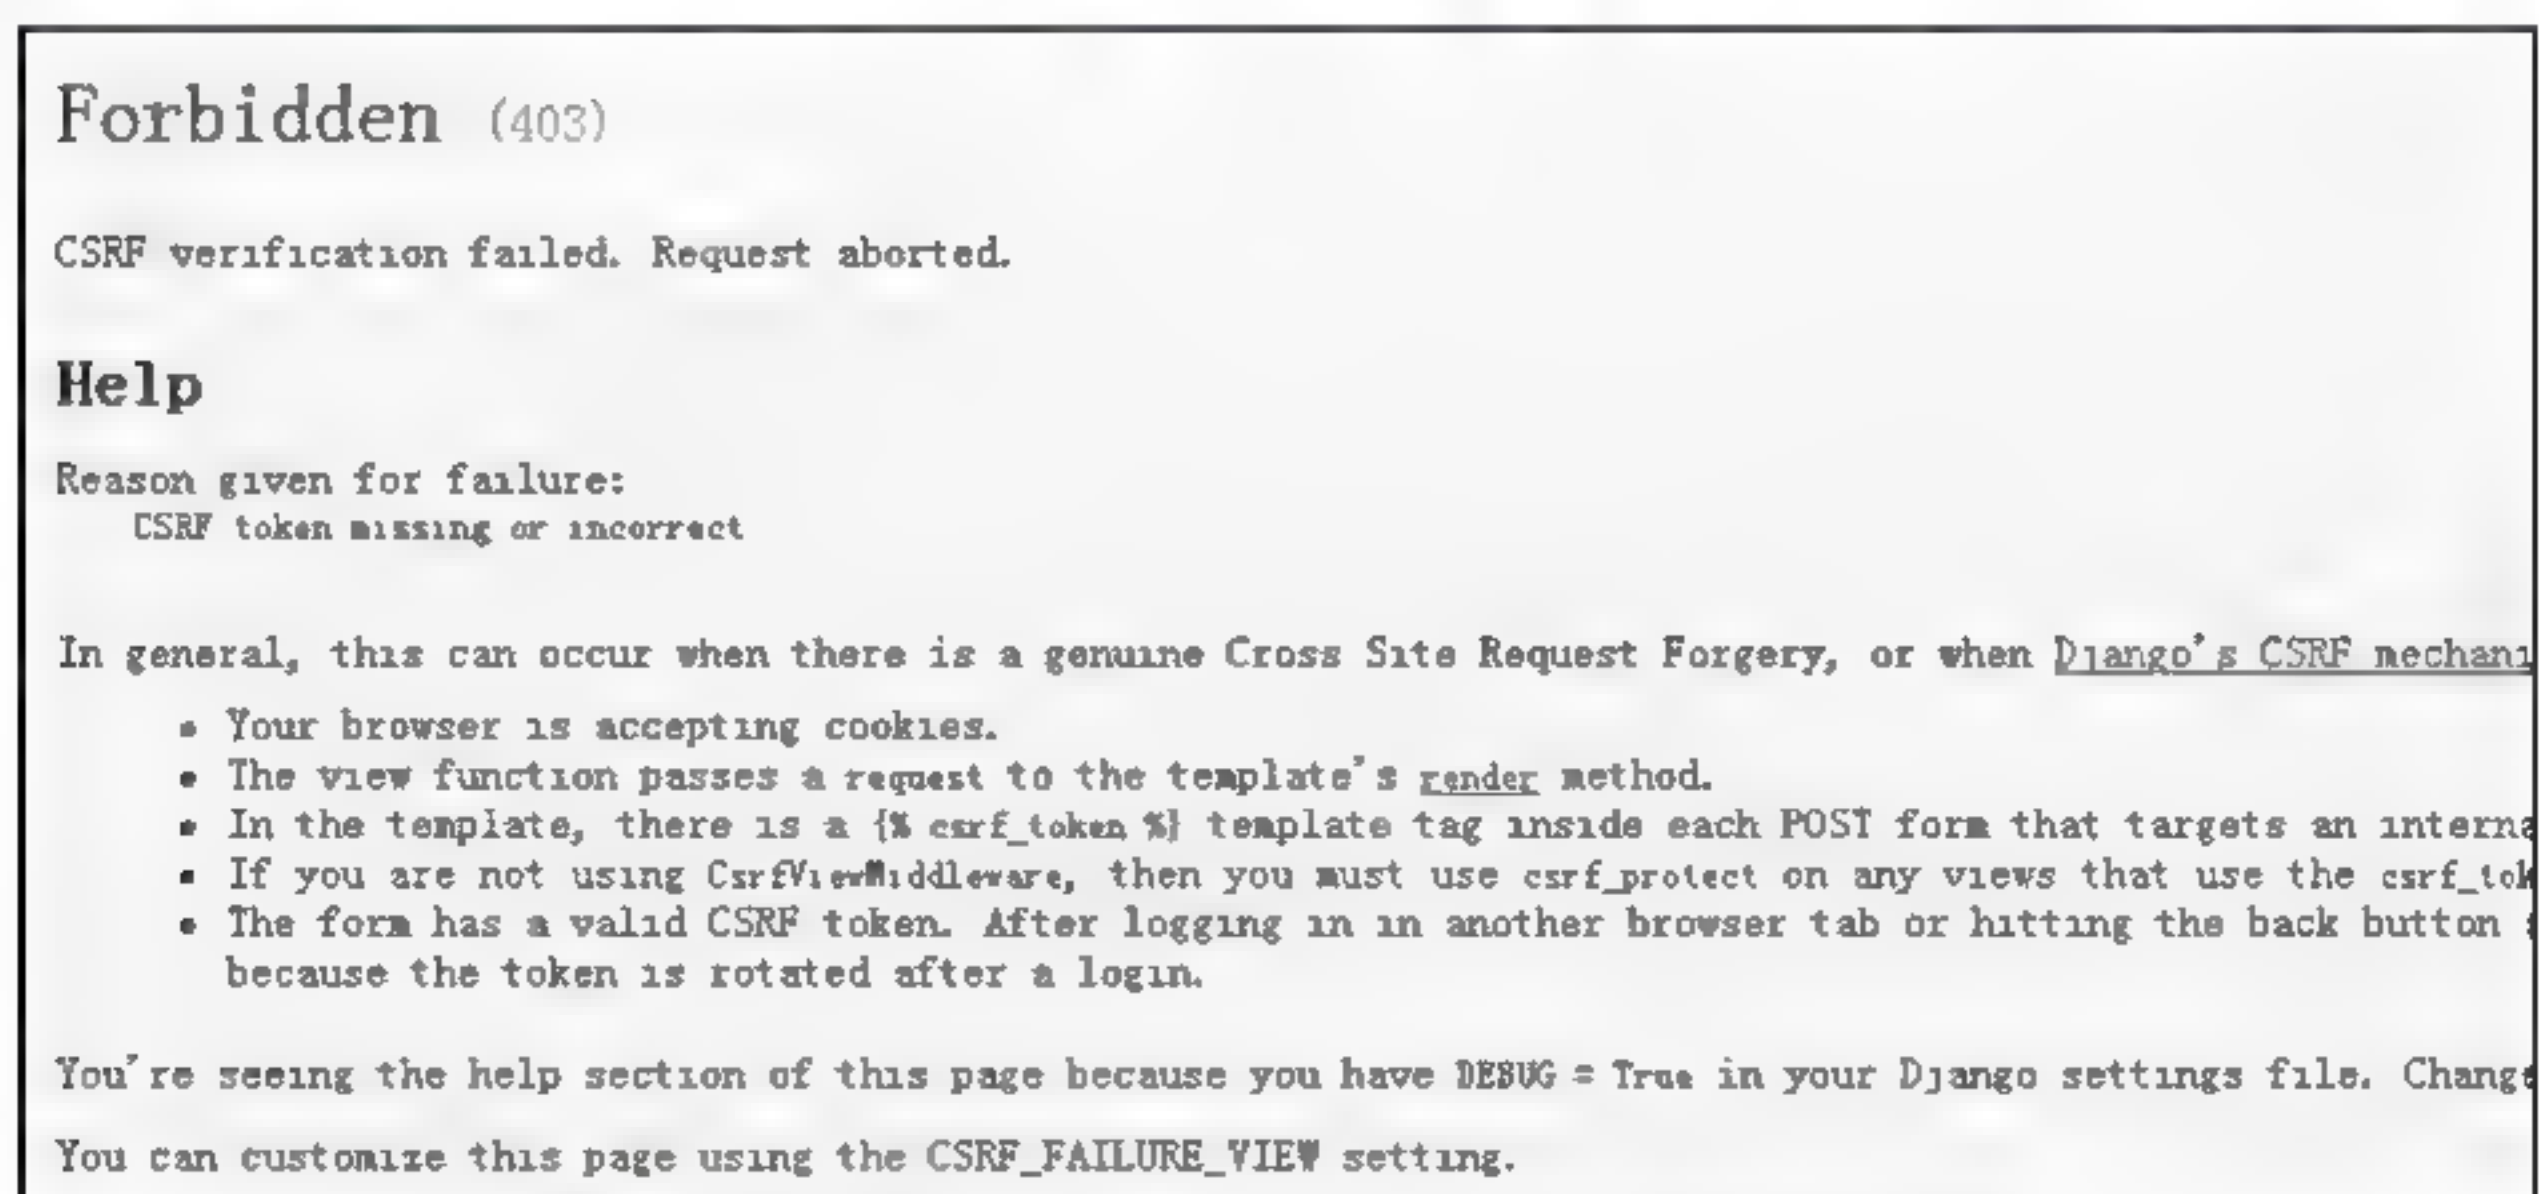 Forbidden (403)
CSRF verification failed. Request aborted.
Help
Reason given for failure:
CSRF token missing or incorrect
In general, this can occur when there is a genuine Cross Site Request Forgery, or when Django's CSRF mechani
• Your browser is accepting cookies.
• The view function passes a request to the template's render method.
• In the template, there is a {% csrf_token %} template tag inside each POST form that targets an interna
• If you are not using CsrfViewMiddleware, then you must use csrf_protect on any views that use the csrf_tok
• The form has a valid CSRF token. After logging in in another browser tab or hitting the back button
because the token is rotated after a login.
You're seeing the help section of this page because you have DEBUG = True in your Django settings file. Change
You can customize this page using the CSRF_FAILURE_VIEW setting.